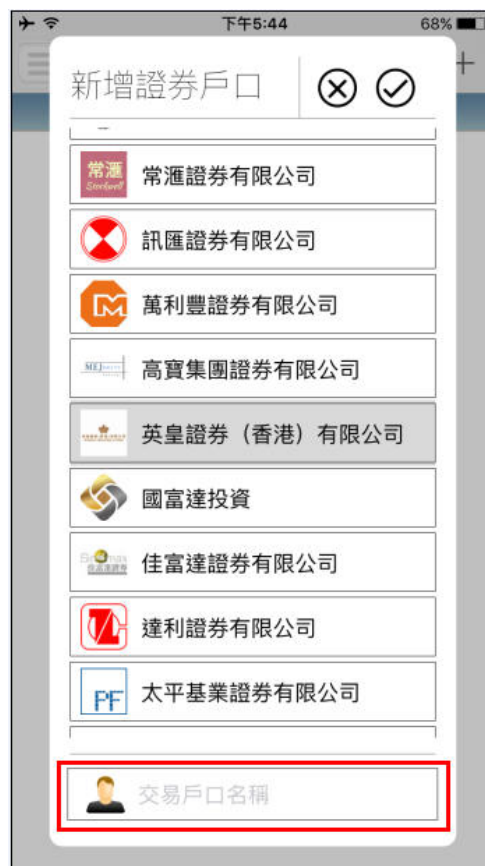 下午5:44 68%
新增證券戶口
常滙
Stockwell
常滙證券有限公司
訊匯證券有限公司
萬利豐證券有限公司
MEJ
高寶集團證券有限公司
英皇證券（香港）有限公司
國富達投資
佳富達證券有限公司
達利證券有限公司
PF
太平基業證券有限公司
交易戶口名稱